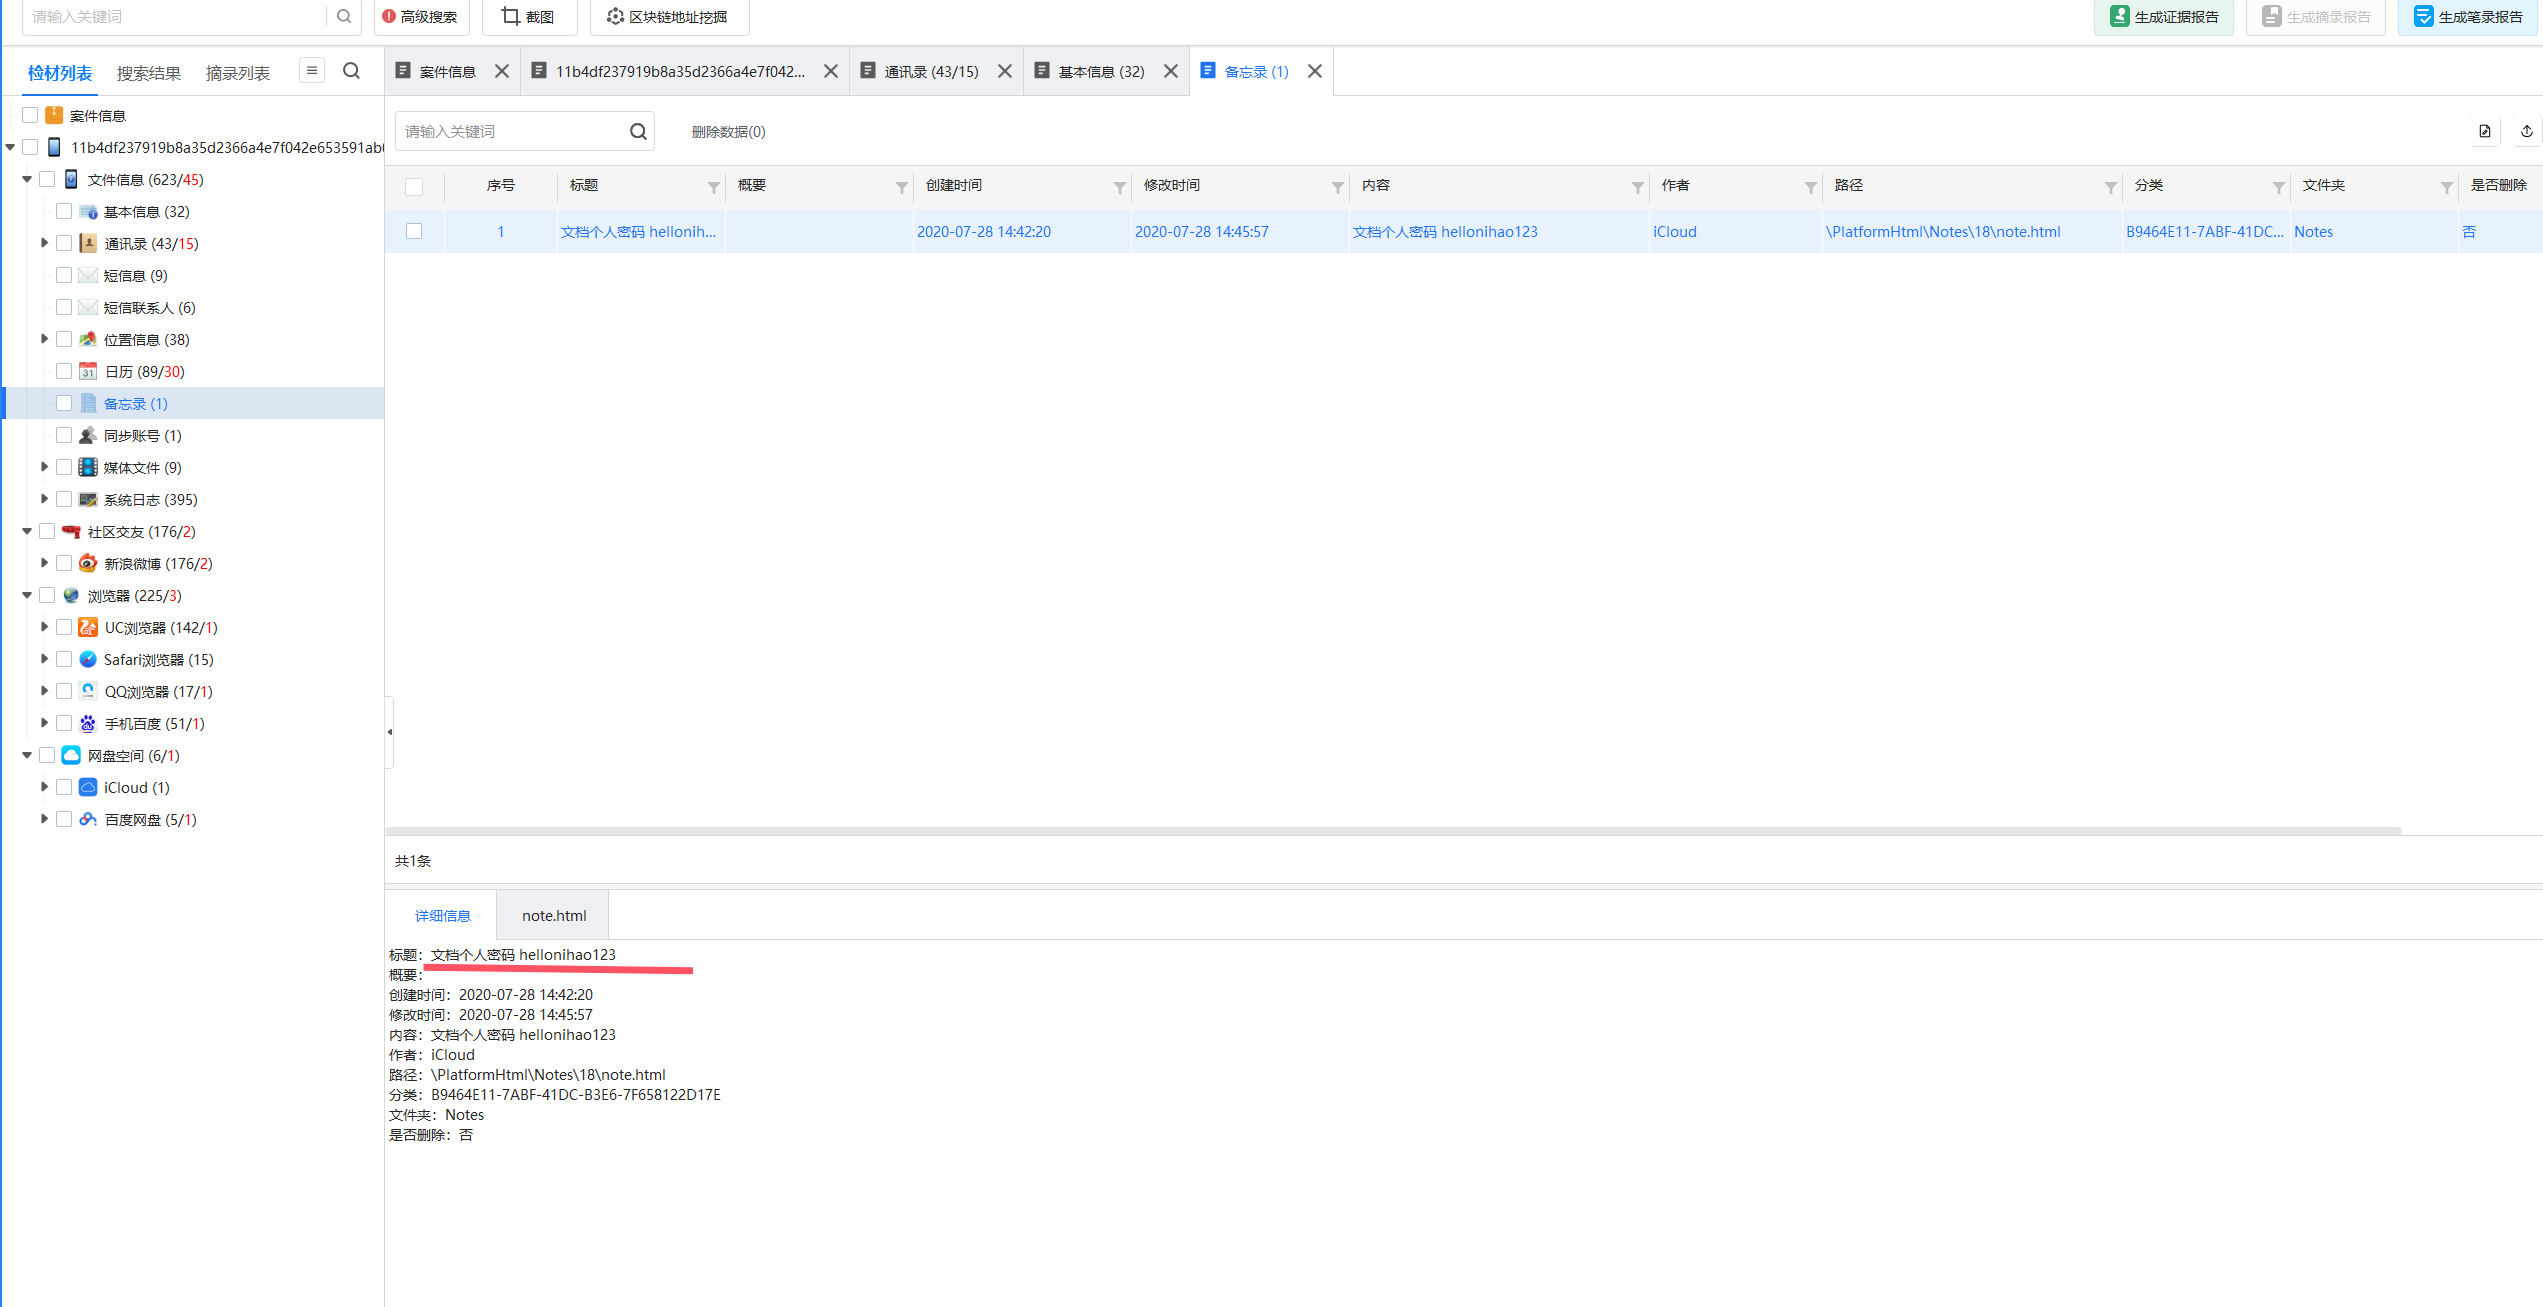 请输入关键词
高级搜索
截图
区块链地址挖掘
生成证据报告
生成摘录报告
生成笔录报告
检材列表
搜索结果
摘录列表
案件信息
11b4df237919b8a35d2366a4e7f042...
通讯录 (43/15)
基本信息 (32)
备忘录 (1)
案件信息
11b4df237919b8a35d2366a4e7f042e653591ab
文件信息 (623/45)
基本信息 (32)
通讯录 (43/15)
短信息 (9)
短信联系人 (6)
位置信息 (38)
日历 (89/30)
备忘录 (1)
同步账号 (1)
媒体文件 (9)
系统日志 (395)
社区交友 (176/2)
新浪微博 (176/2)
浏览器 (225/3)
UC浏览器 (142/1)
Safari浏览器 (15)
QQ浏览器 (17/1)
手机百度 (51/1)
网盘空间 (6/1)
iCloud (1)
百度网盘 (5/1)
请输入关键词
删除数据(0)
序号 标题 概要 创建时间 修改时间 内容 作者 路径 分类 文件夹 是否删除
1 文档个人密码 hellonih... 2020-07-28 14:42:20 2020-07-28 14:45:57 文档个人密码 hellonihao123 iCloud \PlatformHtml\Notes\18\note.html B9464E11-7ABF-41DC... Notes 否
共1条
详细信息
note.html
标题：文档个人密码 hellonihao123
概要：
创建时间：2020-07-28 14:42:20
修改时间：2020-07-28 14:45:57
内容：文档个人密码 hellonihao123
作者：iCloud
路径：\PlatformHtml\Notes\18\note.html
分类：B9464E11-7ABF-41DC-B3E6-7F658122D17E
文件夹：Notes
是否删除：否